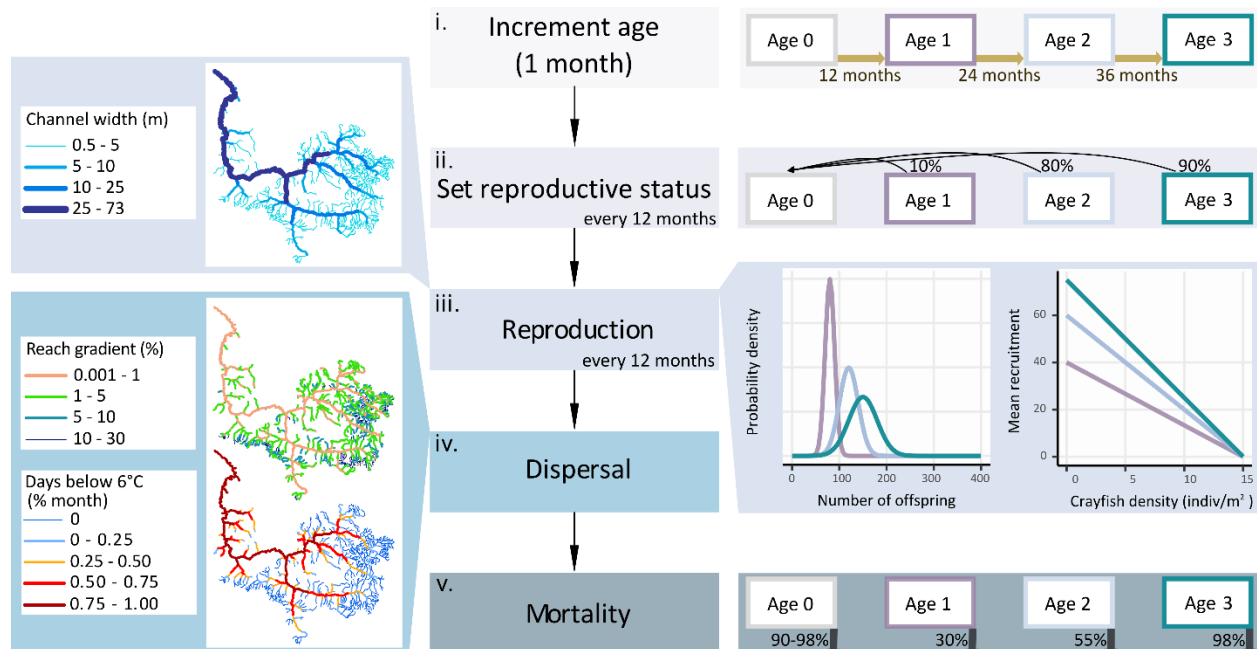 i.
Increment age
(1 month)
Age 0
Age 1
Age 2
Age 3
12 months
24 months
36 months
Channel width (m)
0.5 - 5
5 - 10
10 - 25
25 - 73
ii.
Set reproductive status
every 12 months
10%
80%
90%
Age 0
Age 1
Age 2
Age 3
iii.
Reproduction
every 12 months
Probability density
0
100
200
300
400
Number of offspring
Mean recruitment
60
40
20
0
0
5
10
15
Crayfish density (indiv/m²)
Reach gradient (%)
0.001 - 1
1 - 5
5 - 10
10 - 30
Days below 6°C
(% month)
0
0 - 0.25
0.25 - 0.50
0.50 - 0.75
0.75 - 1.00
iv.
Dispersal
v.
Mortality
Age 0
Age 1
Age 2
Age 3
90-98%
30%
55%
98%